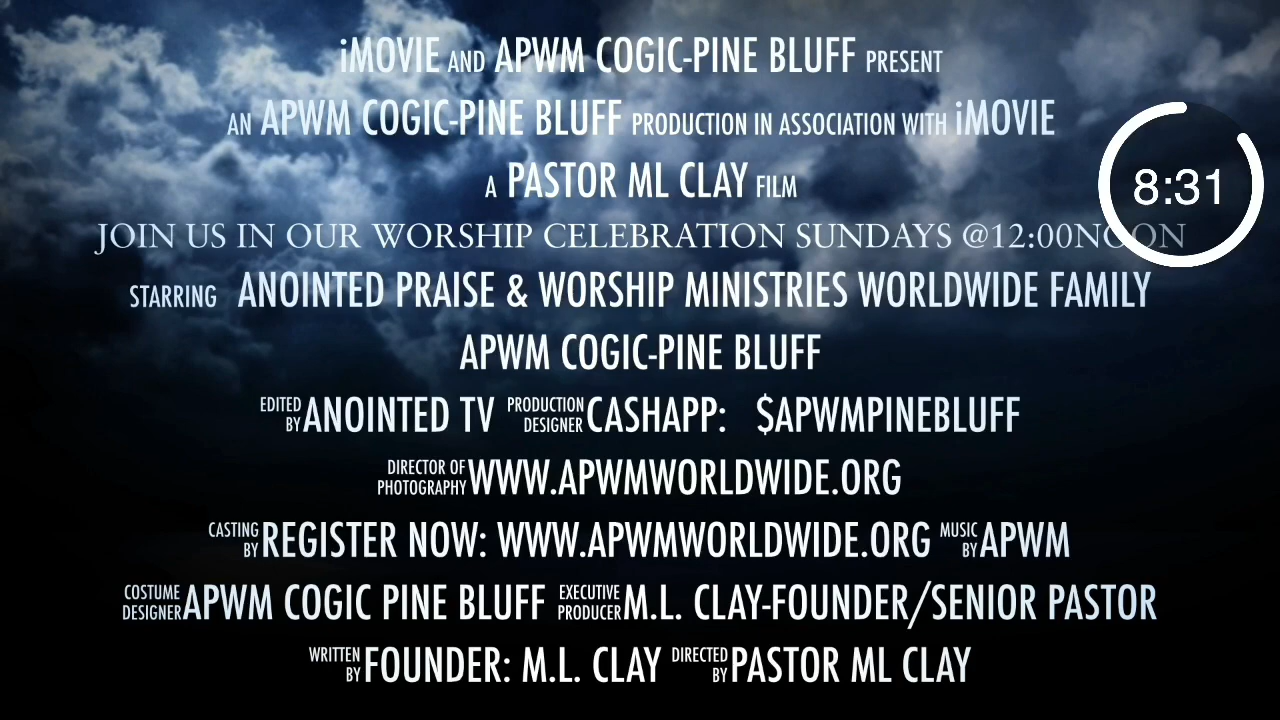 iMOVIE AND APWM COGIC-PINE BLUFF PRESENT
AN APWM COGIC-PINE BLUFF PRODUCTION IN ASSOCIATION WITH iMOVIE
A PASTOR ML CLAY FILM
8:31
JOIN US IN OUR WORSHIP CELEBRATION SUNDAYS @12:00NOON
STARRING ANOINTED PRAISE & WORSHIP MINISTRIES WORLDWIDE FAMILY
APWM COGIC-PINE BLUFF
EDITED BY ANOINTED TV PRODUCTION DESIGNER CASHAPP: $APWMPINEBLUFF
DIRECTOR OF PHOTOGRAPHY WWW.APWMWORLDWIDE.ORG
CASTING BY REGISTER NOW: WWW.APWMWORLDWIDE.ORG MUSIC BY APWM
COSTUME DESIGNER APWM COGIC PINE BLUFF EXECUTIVE PRODUCER M.L. CLAY-FOUNDER/SENIOR PASTOR
WRITTEN BY FOUNDER: M.L. CLAY DIRECTED BY PASTOR ML CLAY